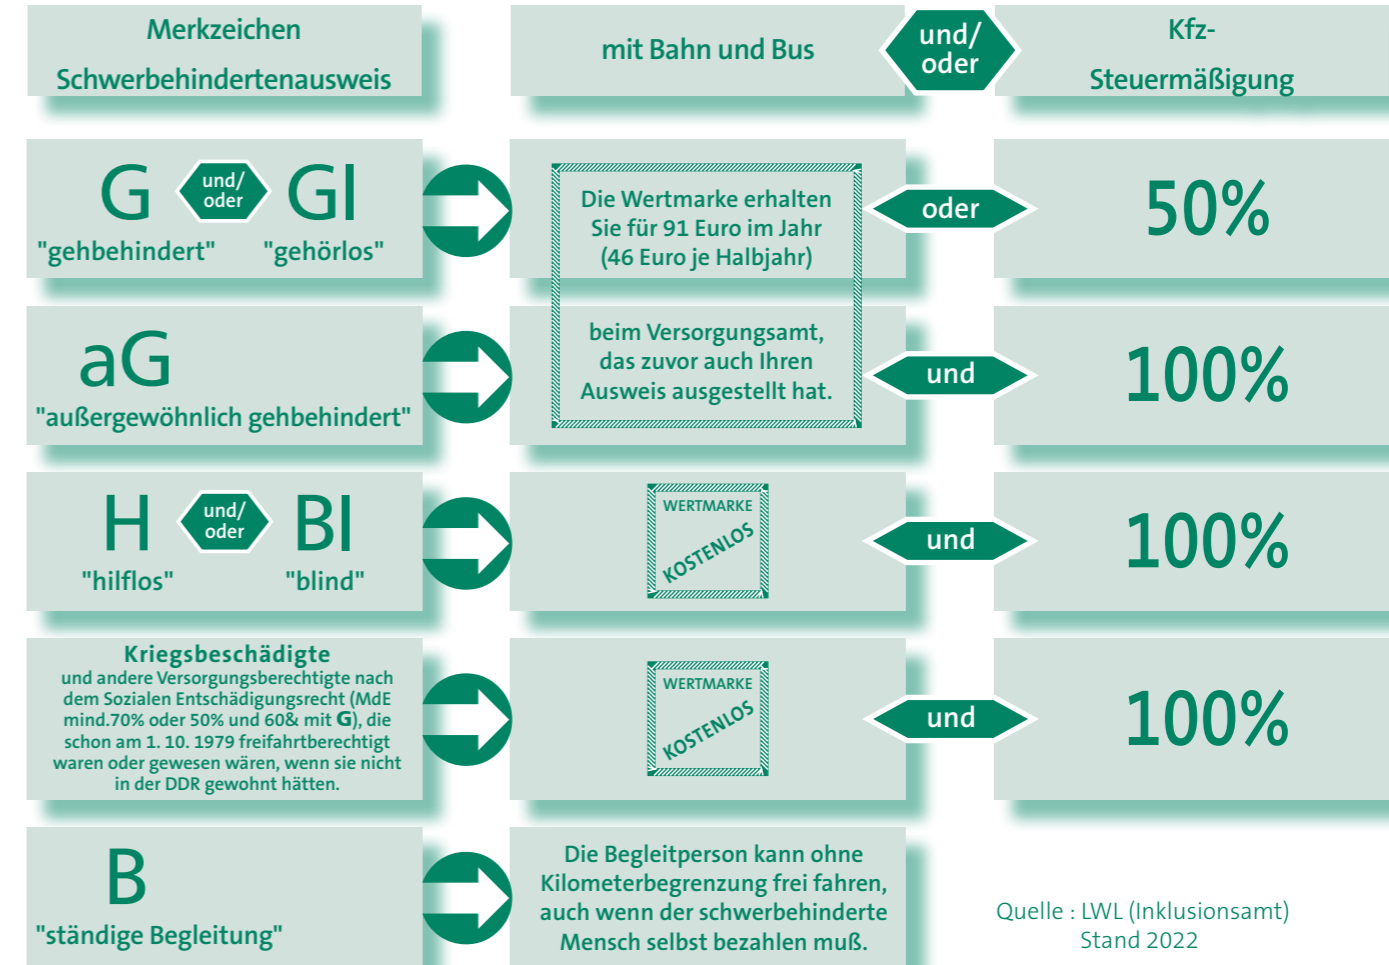 Merkzeichen
Schwerbehindertenausweis
mit Bahn und Bus
und/
oder
Kfz-
Steuermäßigung
G
und/
oder
Gl
"gehbehindert"
"gehörlos"
Die Wertmarke erhalten
Sie für 91 Euro im Jahr
(46 Euro je Halbjahr)
oder
50%
aG
"außergewöhnlich gehbehindert"
beim Versorgungsamt,
das zuvor auch Ihren
Ausweis ausgestellt hat.
und
100%
H
und/
oder
Bl
"hilflos"
"blind"
WERTMARKE
KOSTENLOS
und
100%
Kriegsbeschädigte
und andere Versorgungsberechtigte nach
dem Sozialen Entschädigungsrecht (MdE
mind.70% oder 50% und 60& mit G), die
schon am 1. 10. 1979 freifahrtberechtigt
waren oder gewesen wären, wenn sie nicht
in der DDR gewohnt hätten.
WERTMARKE
KOSTENLOS
und
100%
B
"ständige Begleitung"
Die Begleitperson kann ohne
Kilometerbegrenzung frei fahren,
auch wenn der schwerbehinderte
Mensch selbst bezahlen muß.
Quelle : LWL (Inklusionsamt)
Stand 2022